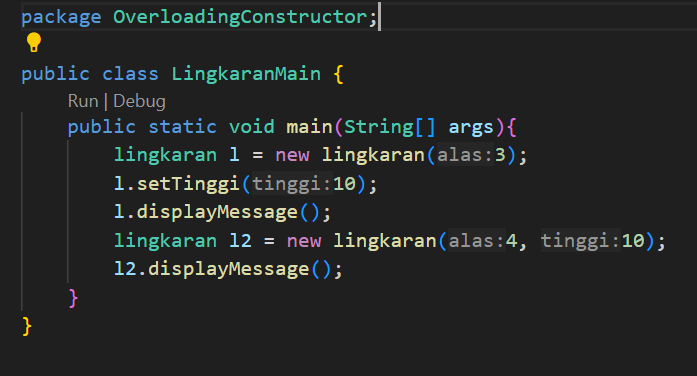 package OverloadingConstructor;
public class LingkaranMain {
Run | Debug
public static void main(String[] args){
lingkaran l = new lingkaran(alas:3);
l.setTinggi(tinggi:10);
l.displayMessage();
lingkaran l2 = new lingkaran(alas:4, tinggi:10);
l2.displayMessage();
}
}